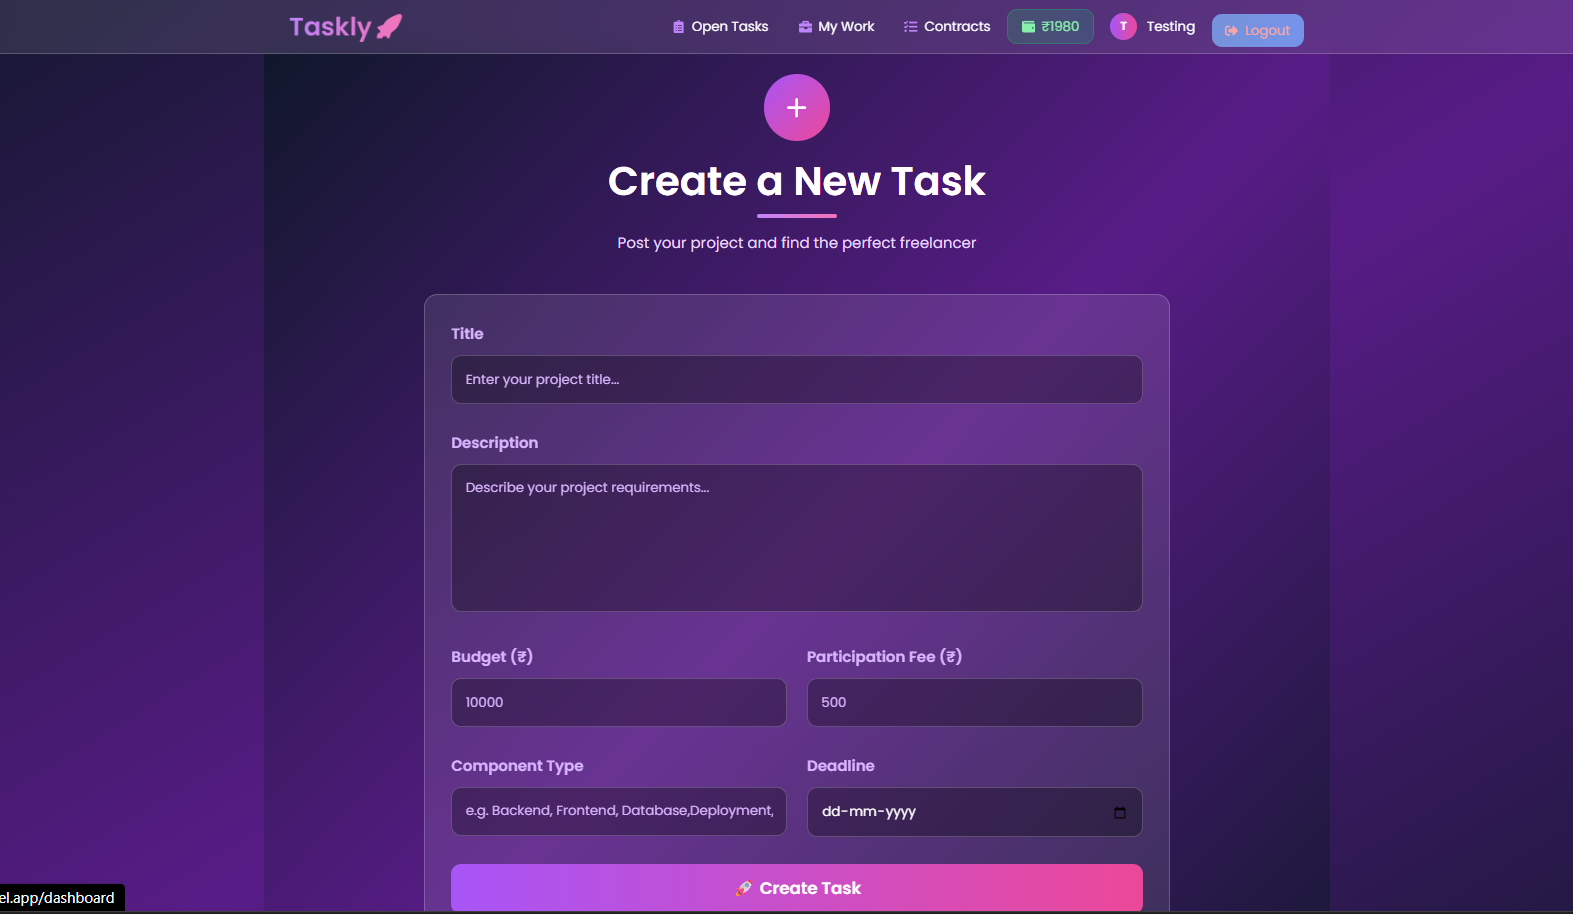 Taskly
Open Tasks
My Work
Contracts
₹1980
T
Testing
Logout
Create a New Task
Post your project and find the perfect freelancer
Title
Enter your project title...
Description
Describe your project requirements...
Budget (₹)
Participation Fee (₹)
10000
500
Component Type
Deadline
e.g. Backend, Frontend, Database,Deployment,
dd-mm-yyyy
Create Task
el.app/dashboard